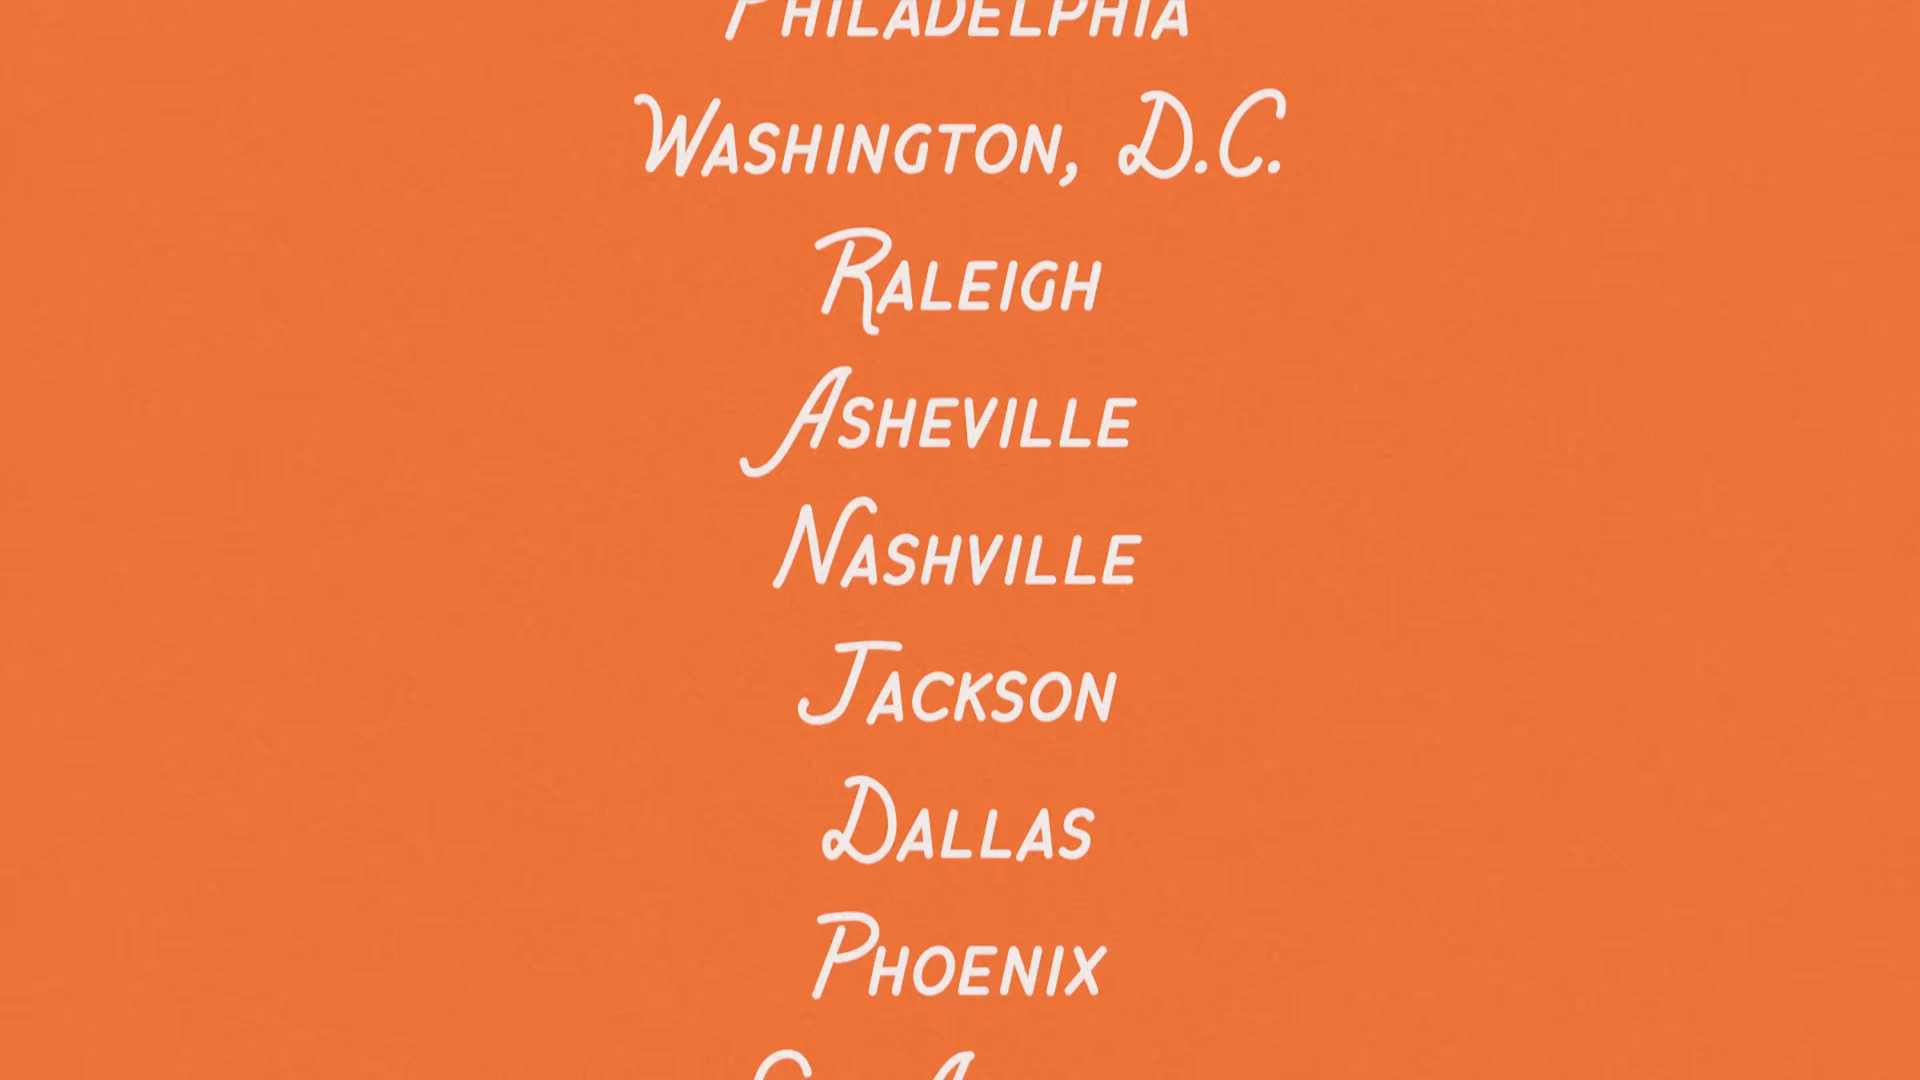 Philadelphia
Washington, D.C.
Raleigh
Asheville
Nashville
Jackson
Dallas
Phoenix